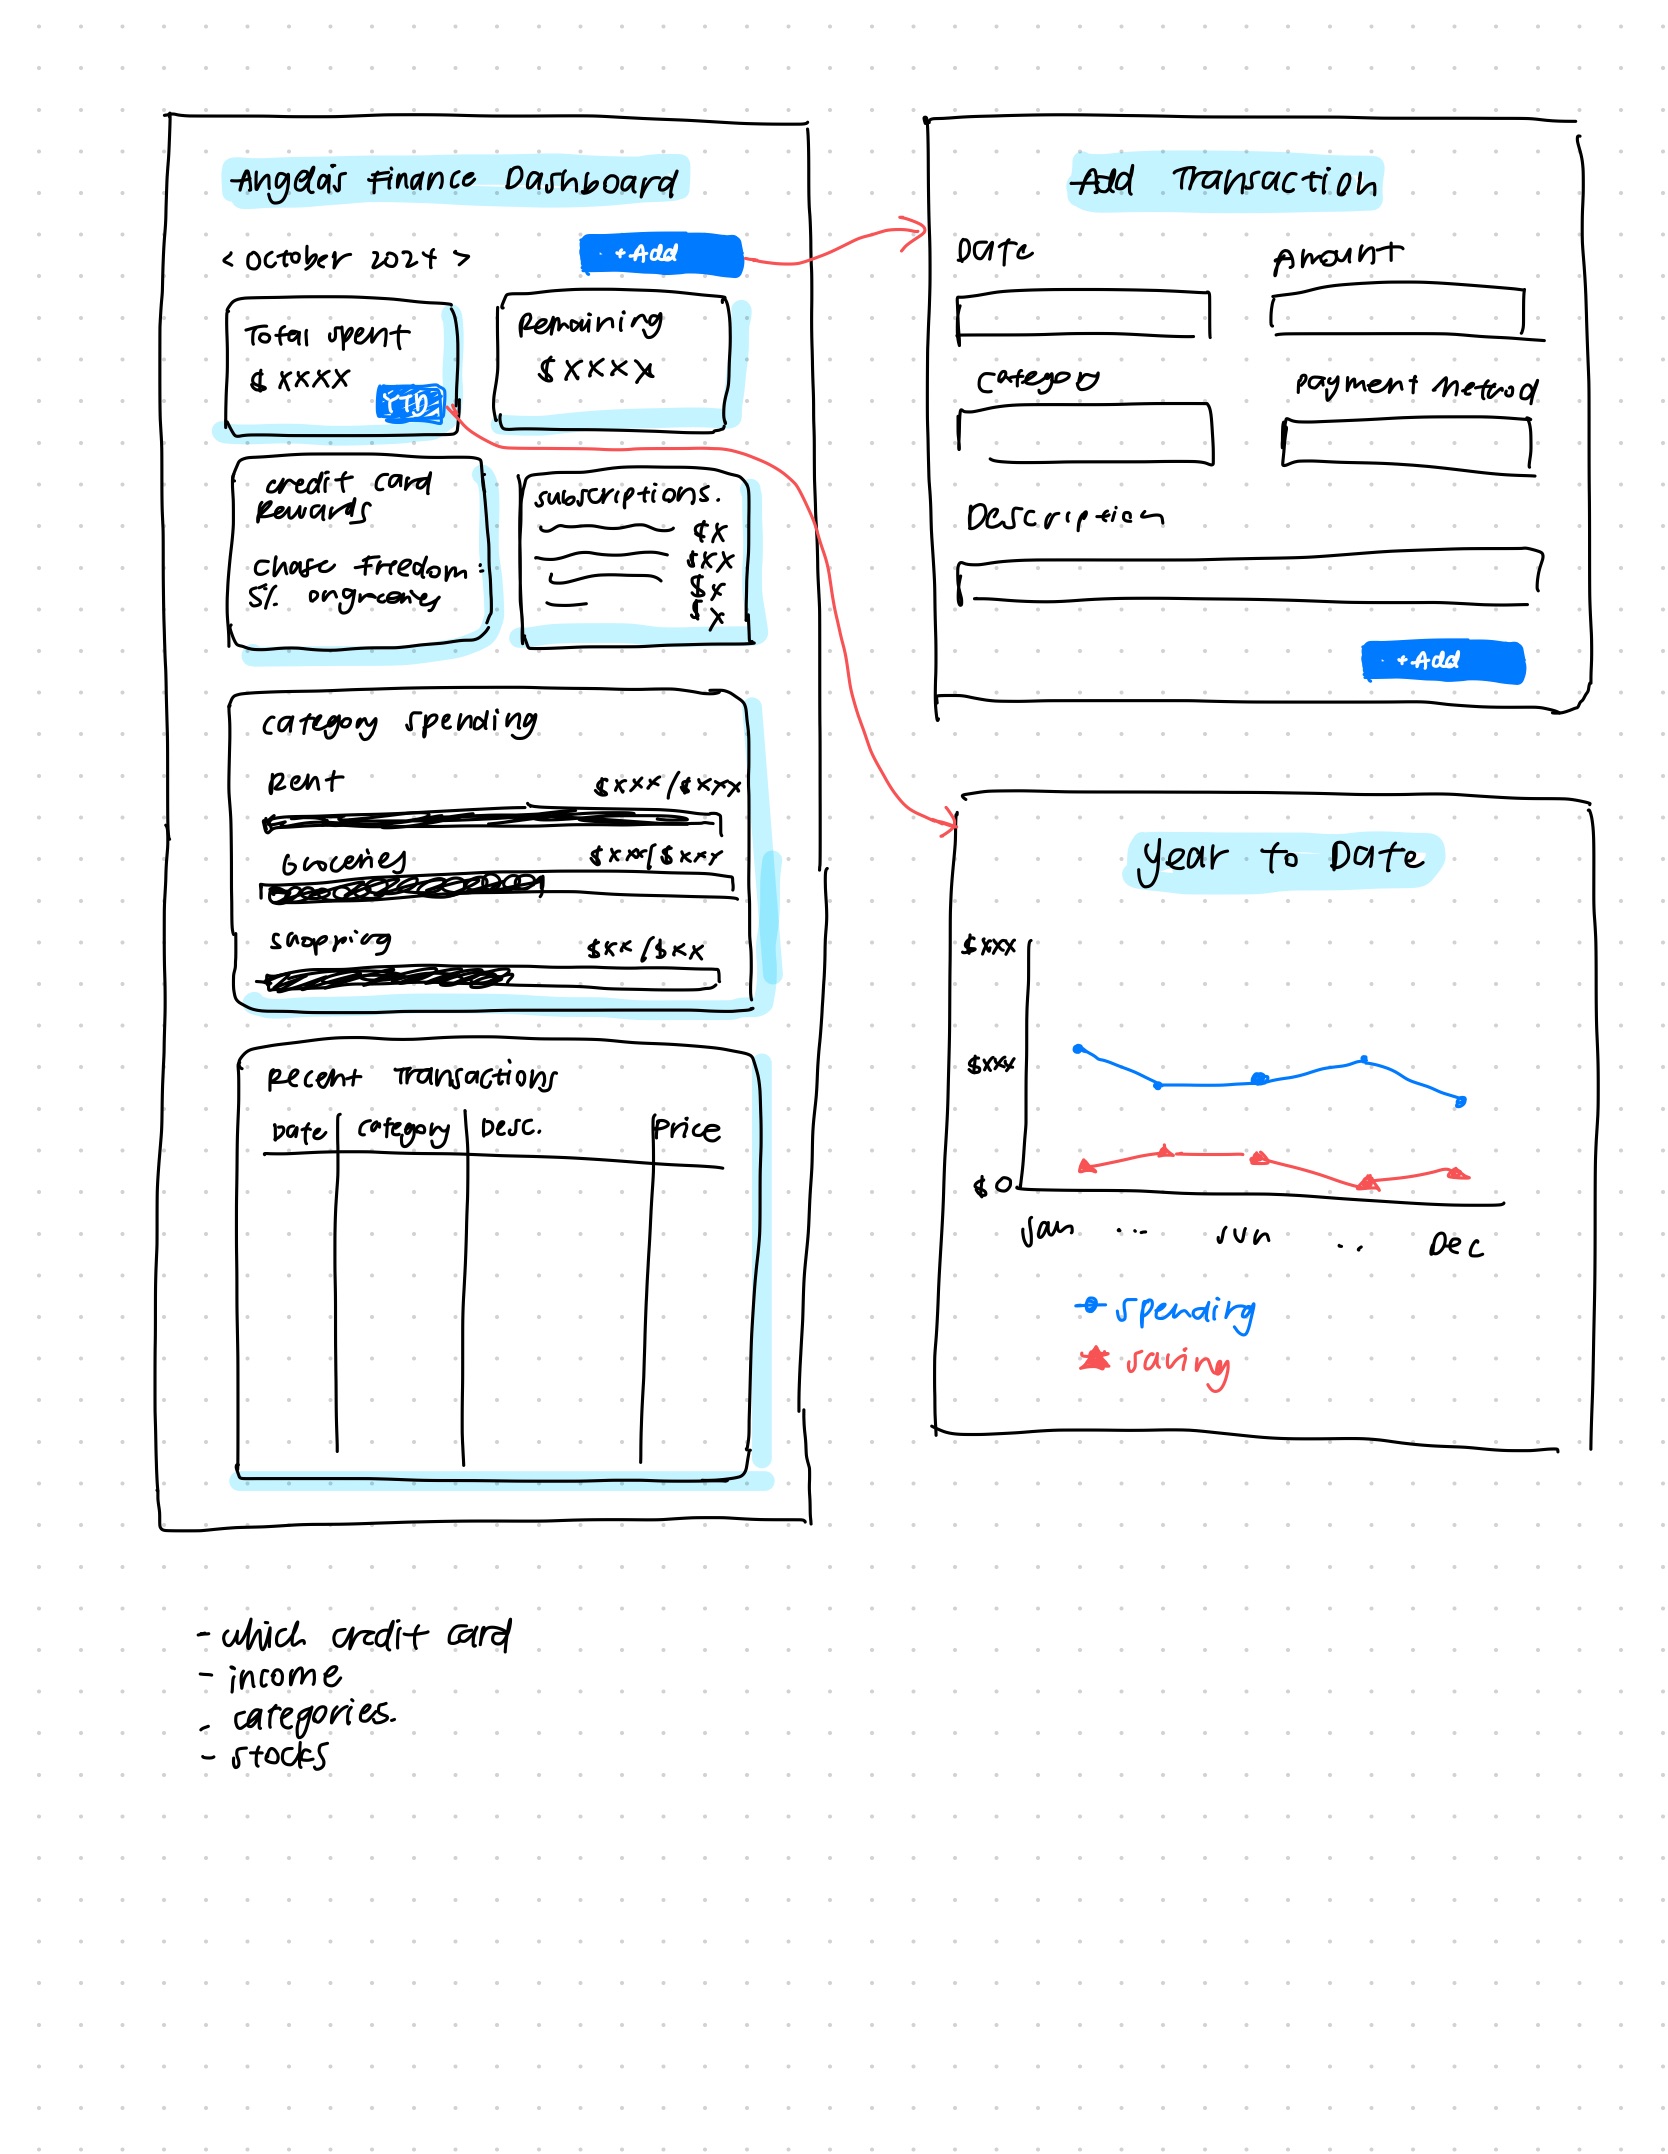 Angela's Finance Dashboard
< October 2024 >
+Add
Total spent
$ XXXX
YTD
Remaining
$ XXXX
Credit Card
Rewards
Chase Freedom:
5% on groceries
Subscriptions.
$X
$XX
$X
$X
Category Spending
Rent
$XXX/$XXX
Groceries
$XX/$XXX
Shopping
$XX/$XX
Recent Transactions
Date
Category
Desc.
Price
- which credit card
- income
- categories.
- stocks
Add Transaction
Date
Amount
Category
Payment Method
Description
+Add
Year to Date
$XXX
$XXX
$0
Jan
...
Jun
..
Dec
Spending
Saving